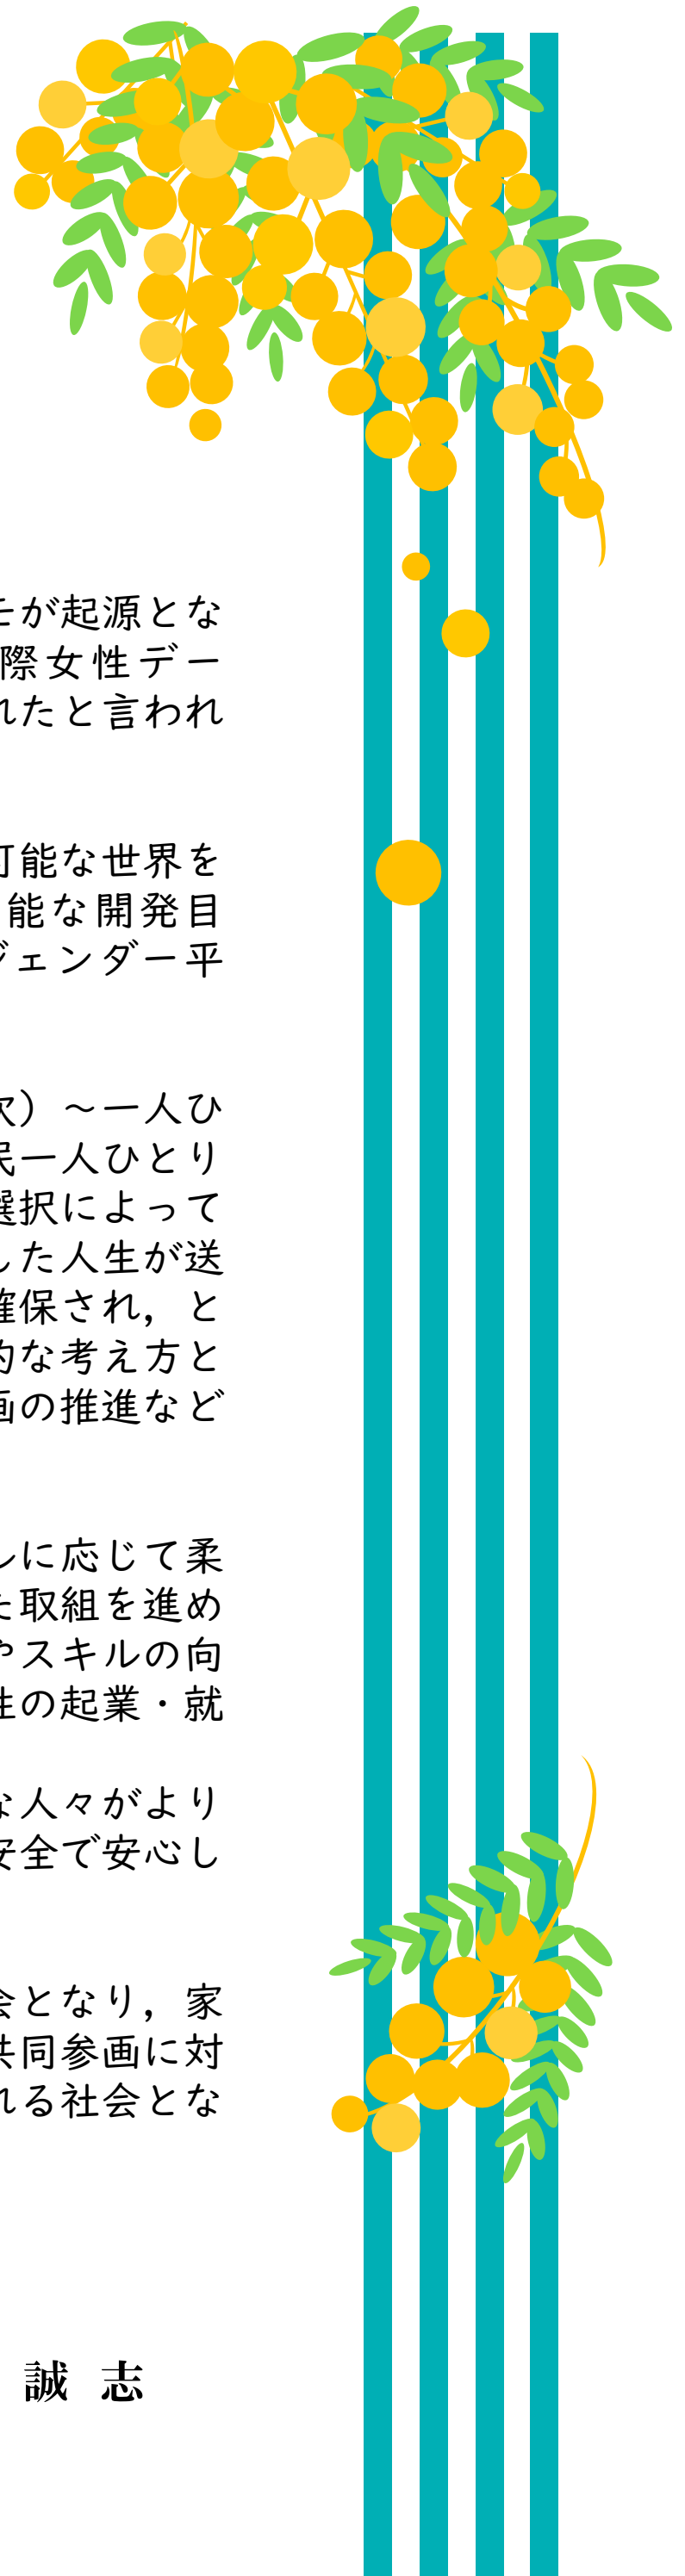 が起源とな
際女性デー
れたと言われ
可能な世界を
能な開発目
ジェンダー平
次）～一人ひ
民一人ひとり
選択によって
した人生が送
確保され，と
的な考え方と
画の推進など
ルに応じて柔
た取組を進め
やスキルの向
性の起業・就
な人々がより
安全で安心し
会となり，家
共同参画に対
れる社会とな
誠 志